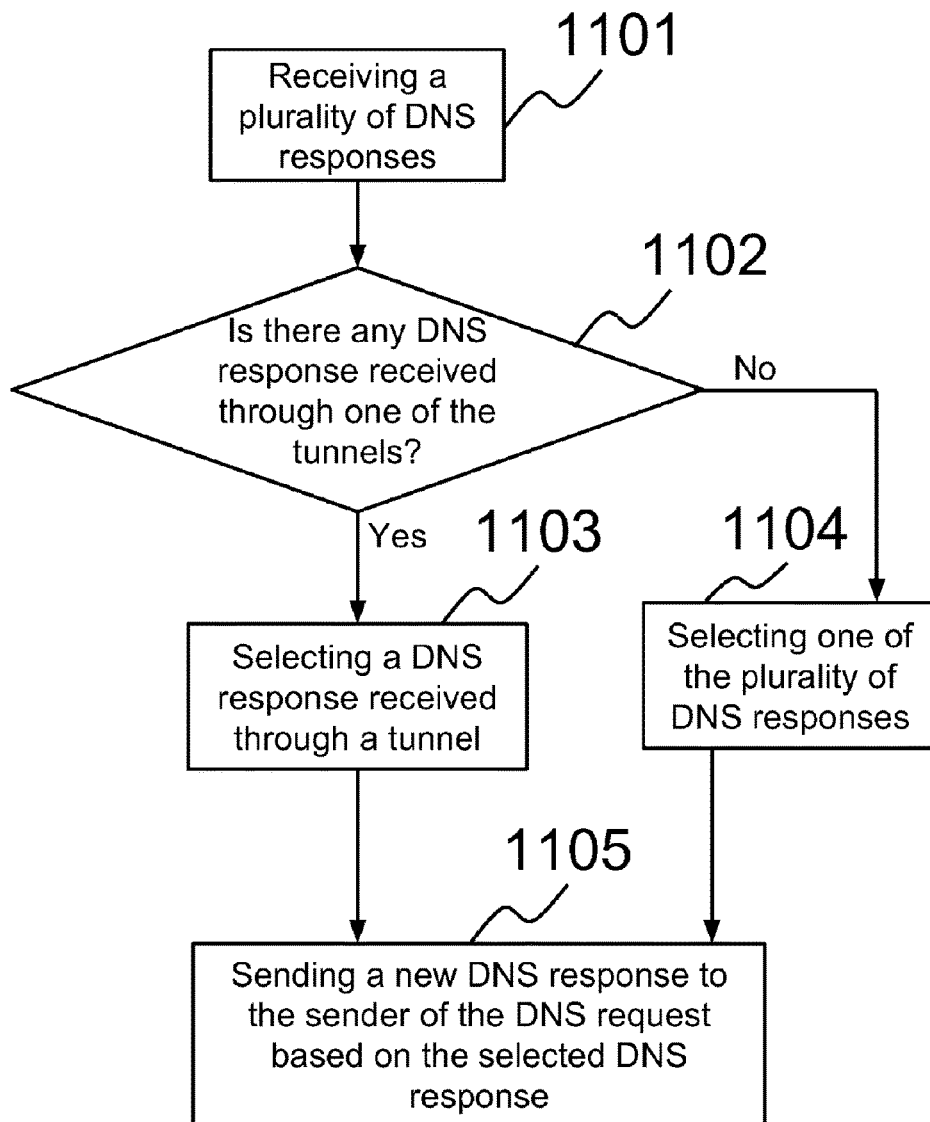 1101
Receiving a
plurality of DNS
responses
1102
Is there any DNS
response received
through one of the
tunnels?
No
Yes
1103
Selecting a DNS
response received
through a tunnel
1104
Selecting one of
the plurality of
DNS responses
1105
Sending a new DNS response to
the sender of the DNS request
based on the selected DNS
response